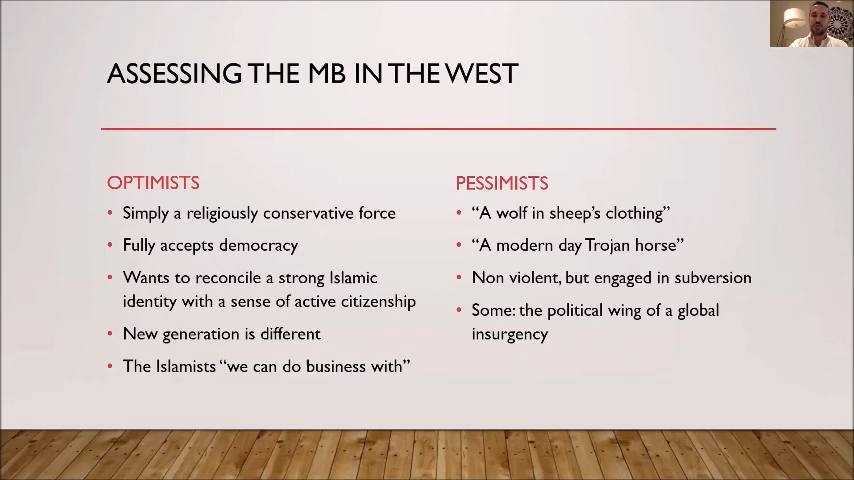 ASSESSING THE MB IN THE WEST
OPTIMISTS
• Simply a religiously conservative force
• Fully accepts democracy
• Wants to reconcile a strong Islamic
identity with a sense of active citizenship
• New generation is different
• The Islamists “we can do business with”
PESSIMISTS
• “A wolf in sheep’s clothing”
• “A modern day Trojan horse”
• Non violent, but engaged in subversion
• Some: the political wing of a global
insurgency